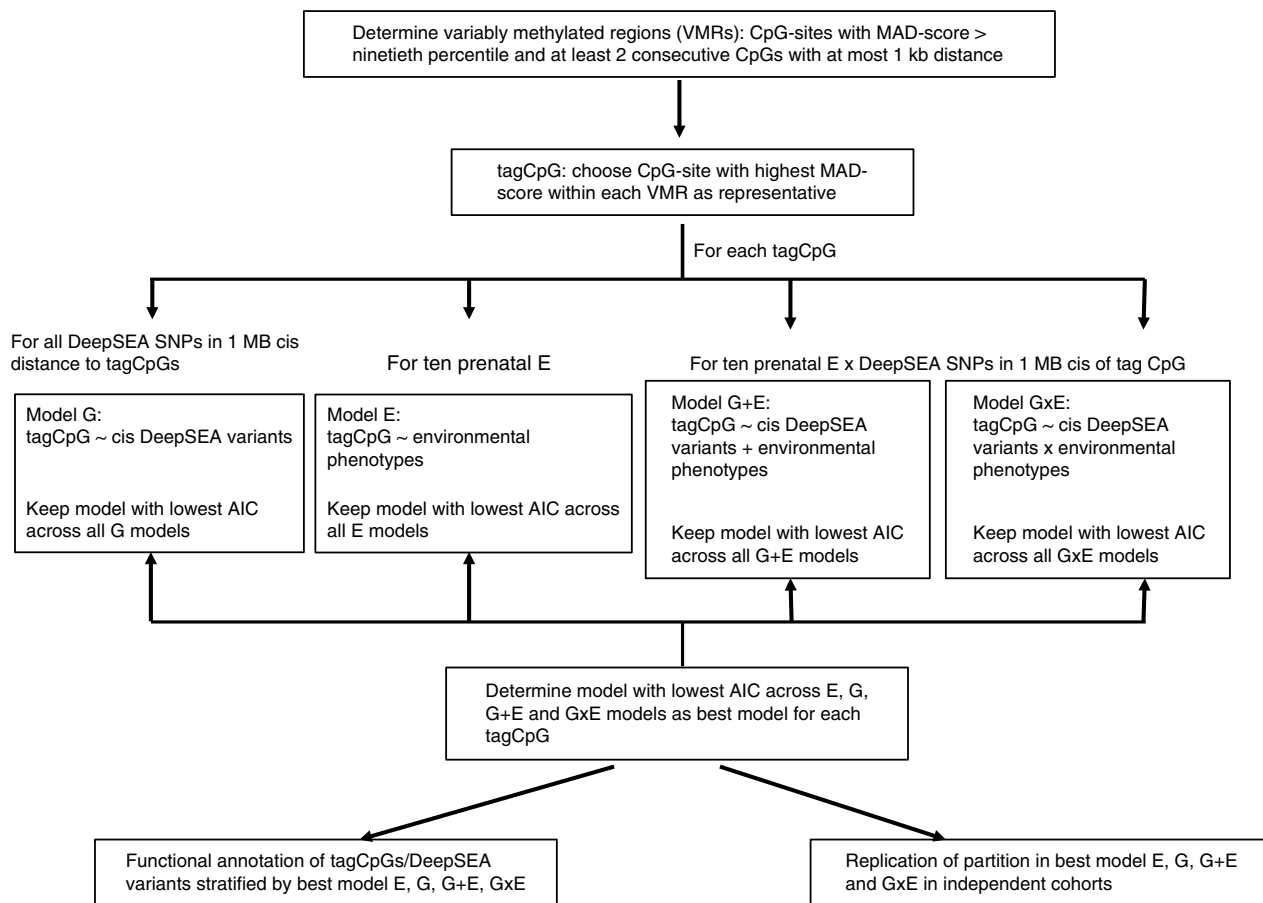 Determine variably methylated regions (VMRs): CpG-sites with MAD-score >
ninetieth percentile and at least 2 consecutive CpGs with at most 1 kb distance
tagCpG: choose CpG-site with highest MAD-
score within each VMR as representative
For each tagCpG
For all DeepSEA SNPs in 1 MB cis
distance to tagCpGs
For ten prenatal E
For ten prenatal E x DeepSEA SNPs in 1 MB cis of tag CpG
Model G:
tagCpG ~ cis DeepSEA variants
Keep model with lowest AIC
across all G models
Model E:
tagCpG ~ environmental
phenotypes
Keep model with lowest AIC across
all E models
Model G+E:
tagCpG ~ cis DeepSEA
variants + environmental
phenotypes
Keep model with lowest AIC
across all G+E models
Model GxE:
tagCpG ~ cis DeepSEA
variants x environmental
phenotypes
Keep model with lowest AIC
across all GxE models
Determine model with lowest AIC across E, G,
G+E and GxE models as best model for each
tagCpG
Functional annotation of tagCpGs/DeepSEA
variants stratified by best model E, G, G+E, GxE
Replication of partition in best model E, G, G+E
and GxE in independent cohorts